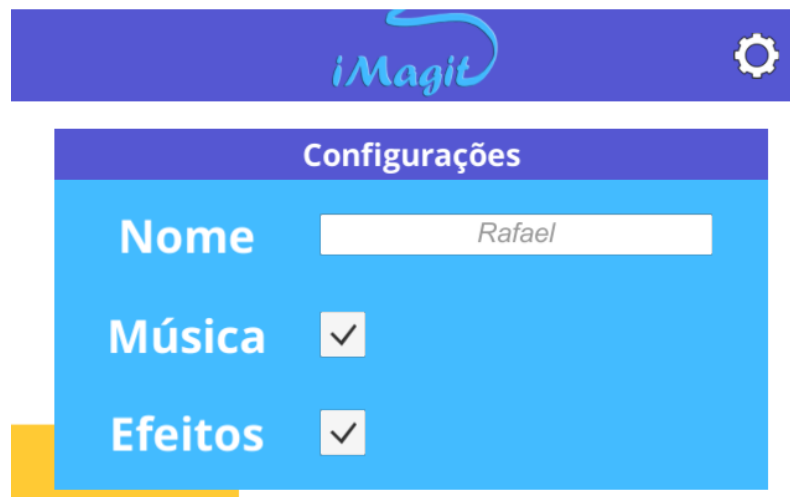 iMagit
Configurações
Nome
Rafael
Música
Efeitos